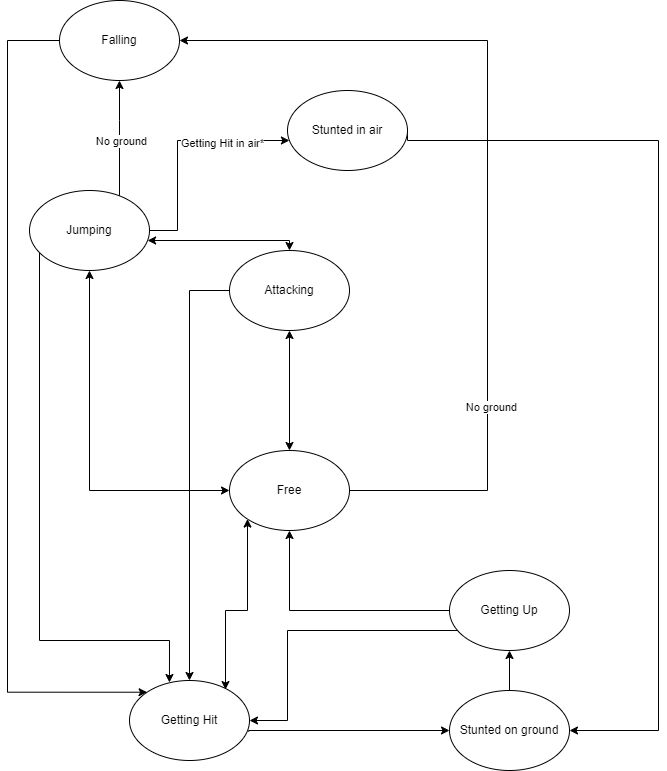 Falling
Stunted in air
No ground
Getting Hit in air*
Jumping
Attacking
No ground
Free
Getting Up
Getting Hit
Stunted on ground